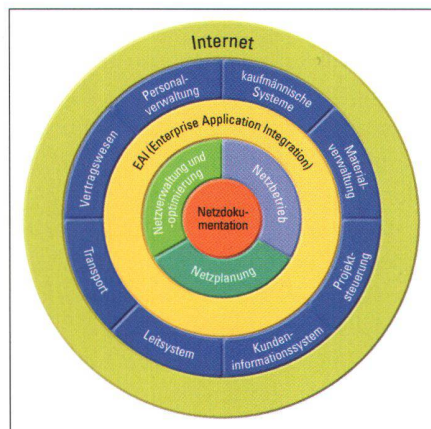 Internet
Personal-
verwaltung
kaufmännische
Systeme
Vertragswesen
Material-
verwaltung
EAI (Enterprise Application Integration)
Netzverwaltung und
-optimierung
Netzbetrieb
Netzdoku-
mentation
Netzplanung
Transport
Projekt-
steuerung
Leitsystem
Kunden-
informationssystem